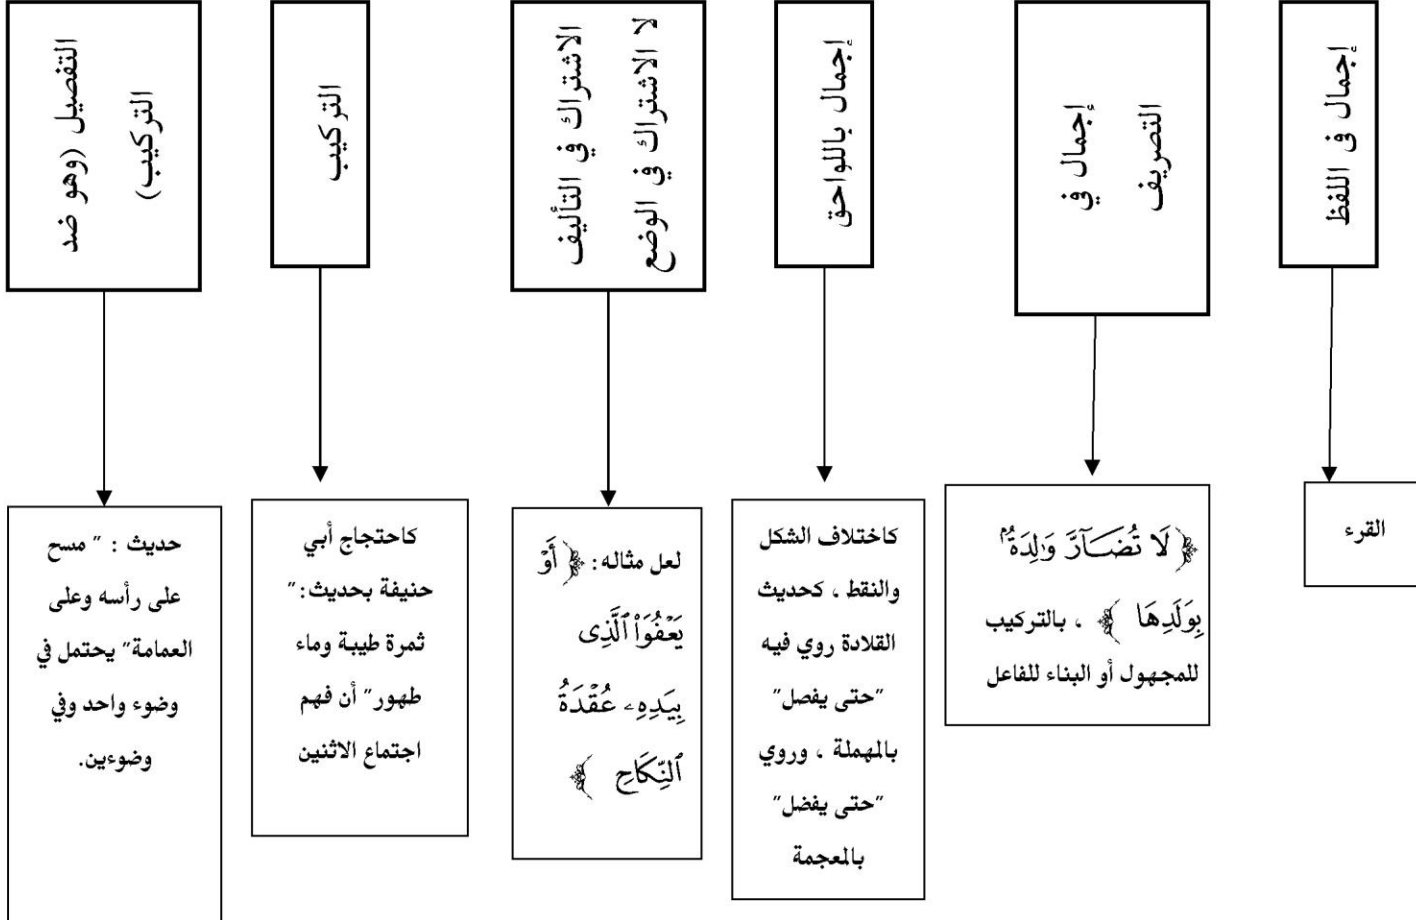 إجمال فى اللفظ
إجمال في
التصريف
إجمال باللواحق
الاشتراك في التأليف
لا الاشتراك في الوضع
التركيب
التفصيل (وهو ضد
التركيب)
القرء
﴿ لَا تُضَآرَّ وَٰلِدَةُۢ
بِوَلَدِهَا ﴾ ، بالتركيب
للمجهول أو البناء للفاعل
كاختلاف الشكل
والنقط ، كحديث
القلادة روي فيه
"حتى يفصل"
بالمهملة ، وروي
"حتى يفضل"
بالمعجمة
لعل مثاله: ﴿ أَوْ
يَعْفُوَا۟ ٱلَّذِى
بِيَدِهِۦ عُقْدَةُ
ٱلنِّكَاحِ ﴾
كاحتجاج أبي
حنيفة بحديث: "
ثمرة طيبة وماء
طهور" أن فهم
اجتماع الاثنين
حديث : " مسح
على رأسه وعلى
العمامة" يحتمل في
وضوء واحد وفي
وضوءين.